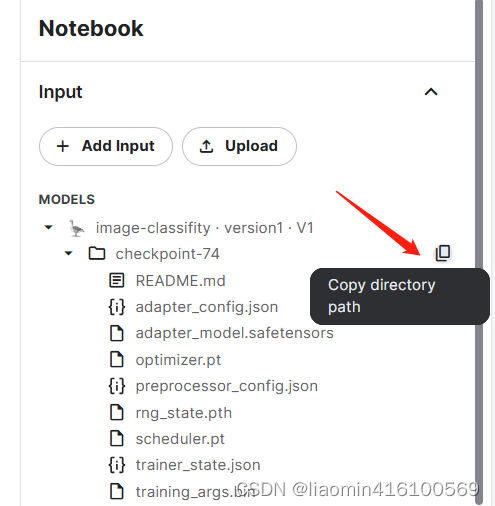 Notebook
Input
+ Add Input Upload
MODELS
image-classifity · version1 · V1
checkpoint-74
README.md
Copy directory
path
adapter_config.json
adapter_model.safetensors
optimizer.pt
preprocessor_config.json
rng_state.pth
scheduler.pt
trainer_state.json
training_args.bin
CSDN @liaomin416100569